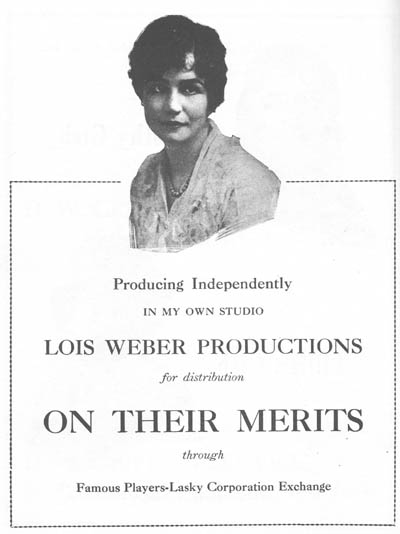 Producing Independently
IN MY OWN STUDIO
LOIS WEBER PRODUCTIONS
for distribution
ON THEIR MERITS
through
Famous Players-Lasky Corporation Exchange